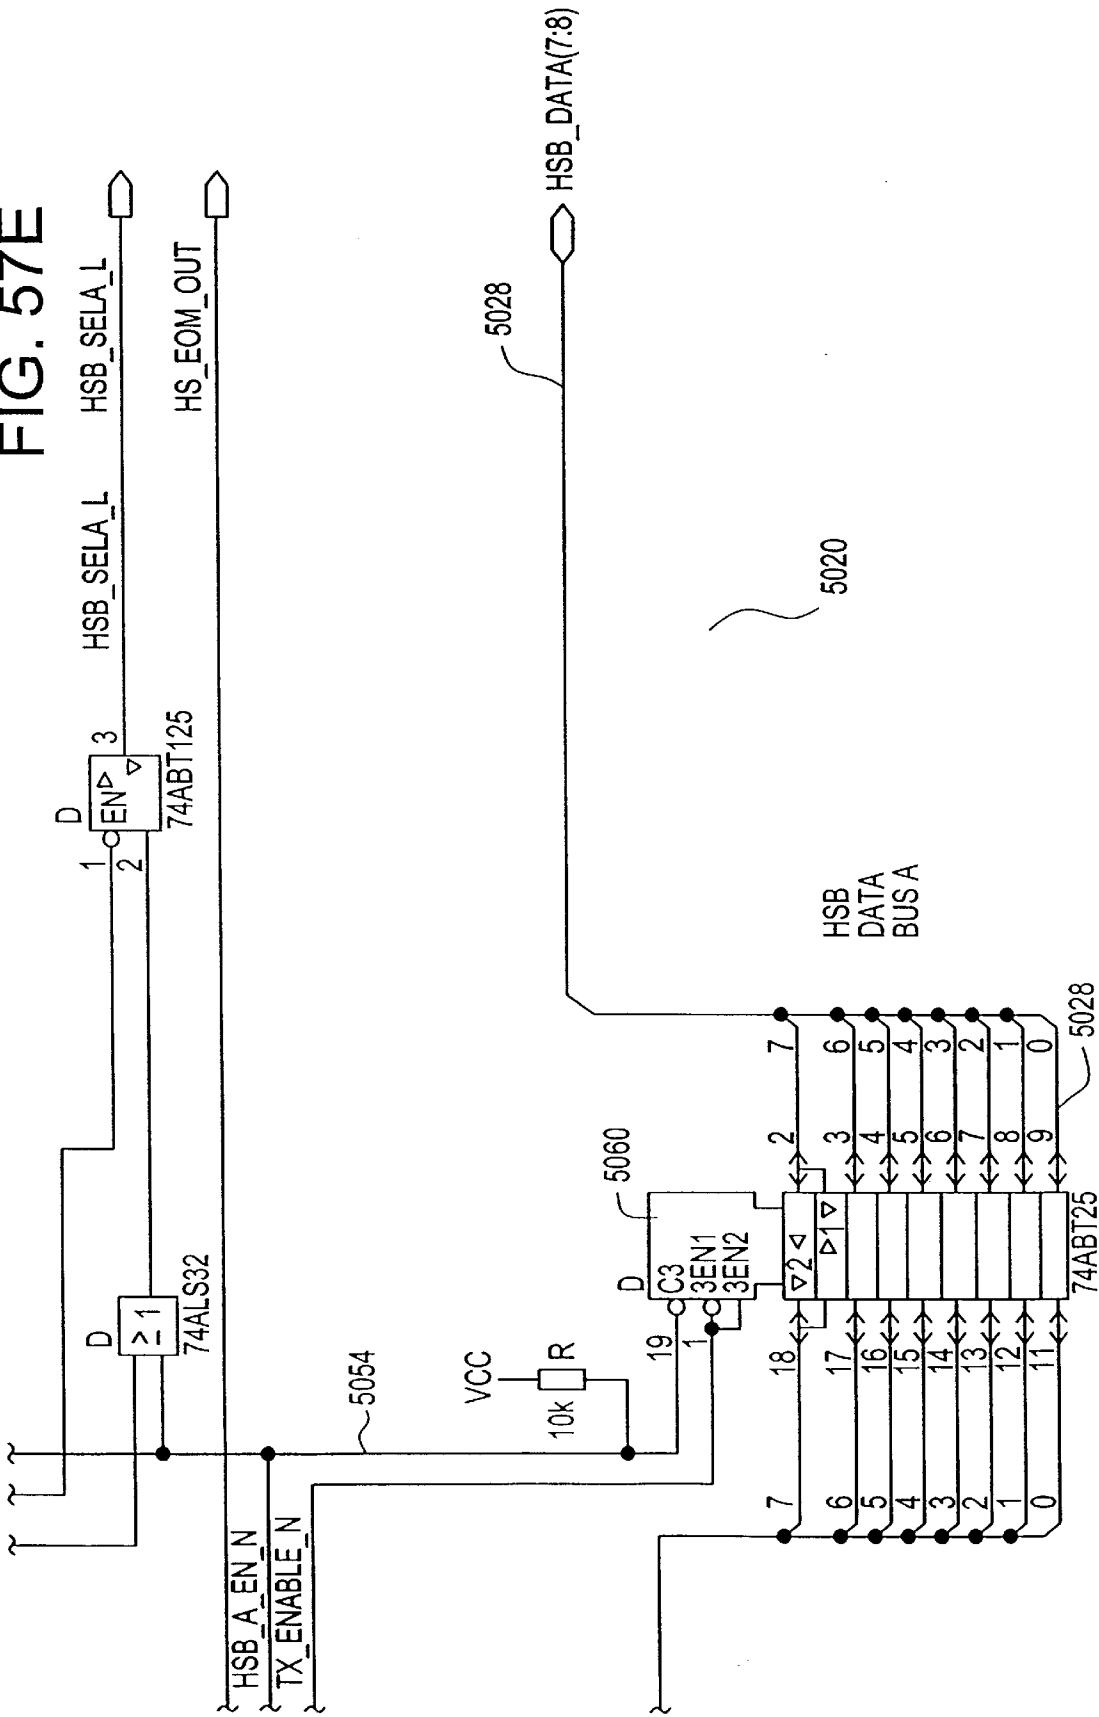 FIG. 57E
HSB_SELA_L
HSB_SELA_L
HS_EOM_OUT
D
1
2
EN
3
74ABT125
D
≥1
74ALS32
HSB_A_EN_N
TX_ENABLE_N
5054
VCC
10k
R
HSB_DATA(7:8)
5028
5020
5060
D
19
C3
1
3EN1
3EN2
HSB
DATA
BUS A
7 18 2 1 2 7
6 17 3 6
5 16 4 5
4 15 5 4
3 14 6 3
2 13 7 2
1 12 8 1
0 11 9 0
74ABT25
5028